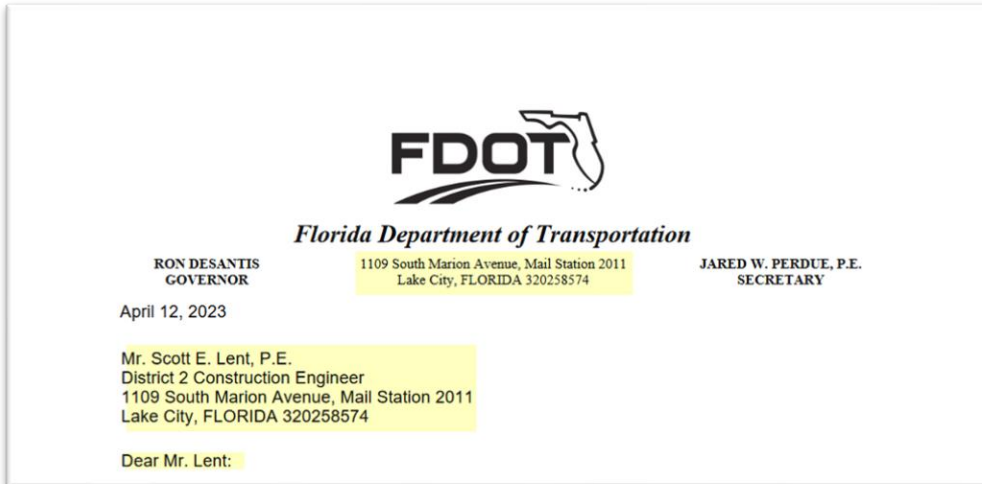 FDOT
Florida Department of Transportation
RON DESANTIS
GOVERNOR
1109 South Marion Avenue, Mail Station 2011
Lake City, FLORIDA 320258574
JARED W. PERDUE, P.E.
SECRETARY
April 12, 2023
Mr. Scott E. Lent, P.E.
District 2 Construction Engineer
1109 South Marion Avenue, Mail Station 2011
Lake City, FLORIDA 320258574
Dear Mr. Lent: